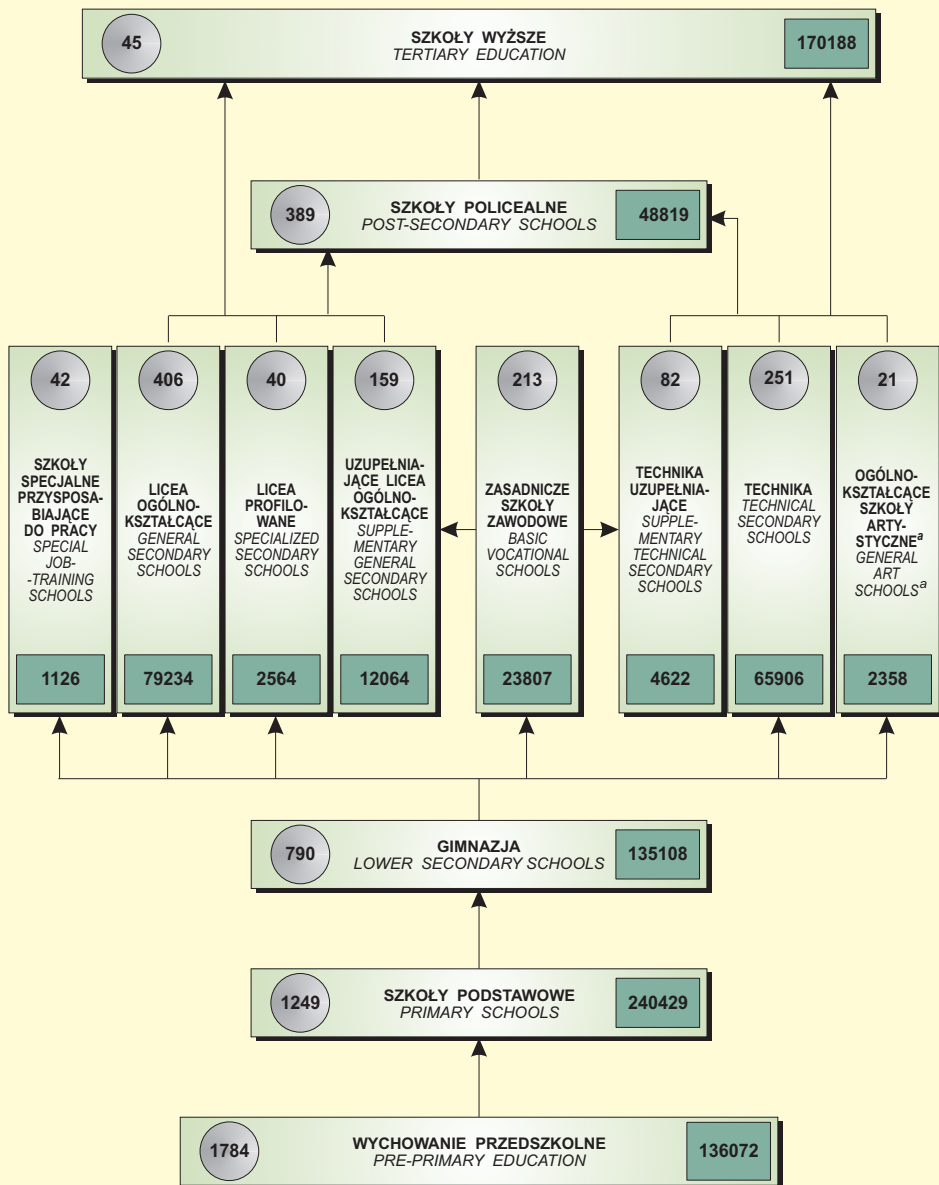 45
SZKOŁY WYŻSZE
TERTIARY EDUCATION
170188
389
SZKOŁY POLICEALNE
POST-SECONDARY SCHOOLS
48819
42
SZKOŁY
SPECJALNE
PRZYSPOSA-
BIAJĄCE
DO PRACY
SPECIAL
JOB-
-TRAINING
SCHOOLS
1126
406
LICEA
OGÓLNO-
KSZTAŁCĄCE
GENERAL
SECONDARY
SCHOOLS
79234
40
LICEA
PROFILO-
WANE
SPECIALIZED
SECONDARY
SCHOOLS
2564
159
UZUPEŁNIA-
JĄCE LICEA
OGÓLNO-
KSZTAŁCĄCE
SUPPLE-
MENTARY
GENERAL
SECONDARY
SCHOOLS
12064
213
ZASADNICZE
SZKOŁY
ZAWODOWE
BASIC
VOCATIONAL
SCHOOLS
23807
82
TECHNIKA
UZUPEŁNIA-
JĄCE
SUPPLE-
MENTARY
TECHNICAL
SECONDARY
SCHOOLS
4622
251
TECHNIKA
TECHNICAL
SECONDARY
SCHOOLS
65906
21
OGÓLNO-
KSZTAŁCĄCE
SZKOŁY
ARTY-
STYCZNEª
GENERAL
ART
SCHOOLSª
2358
790
GIMNAZJA
LOWER SECONDARY SCHOOLS
135108
1249
SZKOŁY PODSTAWOWE
PRIMARY SCHOOLS
240429
1784
WYCHOWANIE PRZEDSZKOLNE
PRE-PRIMARY EDUCATION
136072